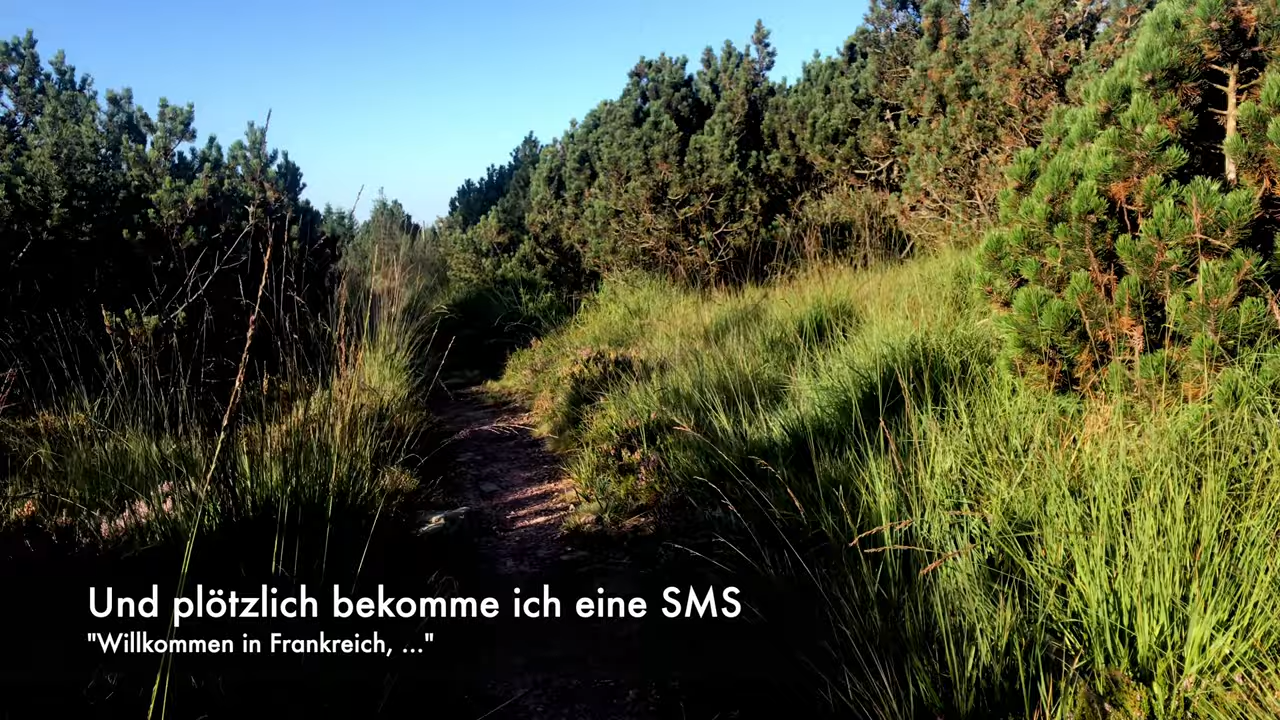 Und plötzlich bekomme ich eine SMS
"Willkommen in Frankreich, ..."